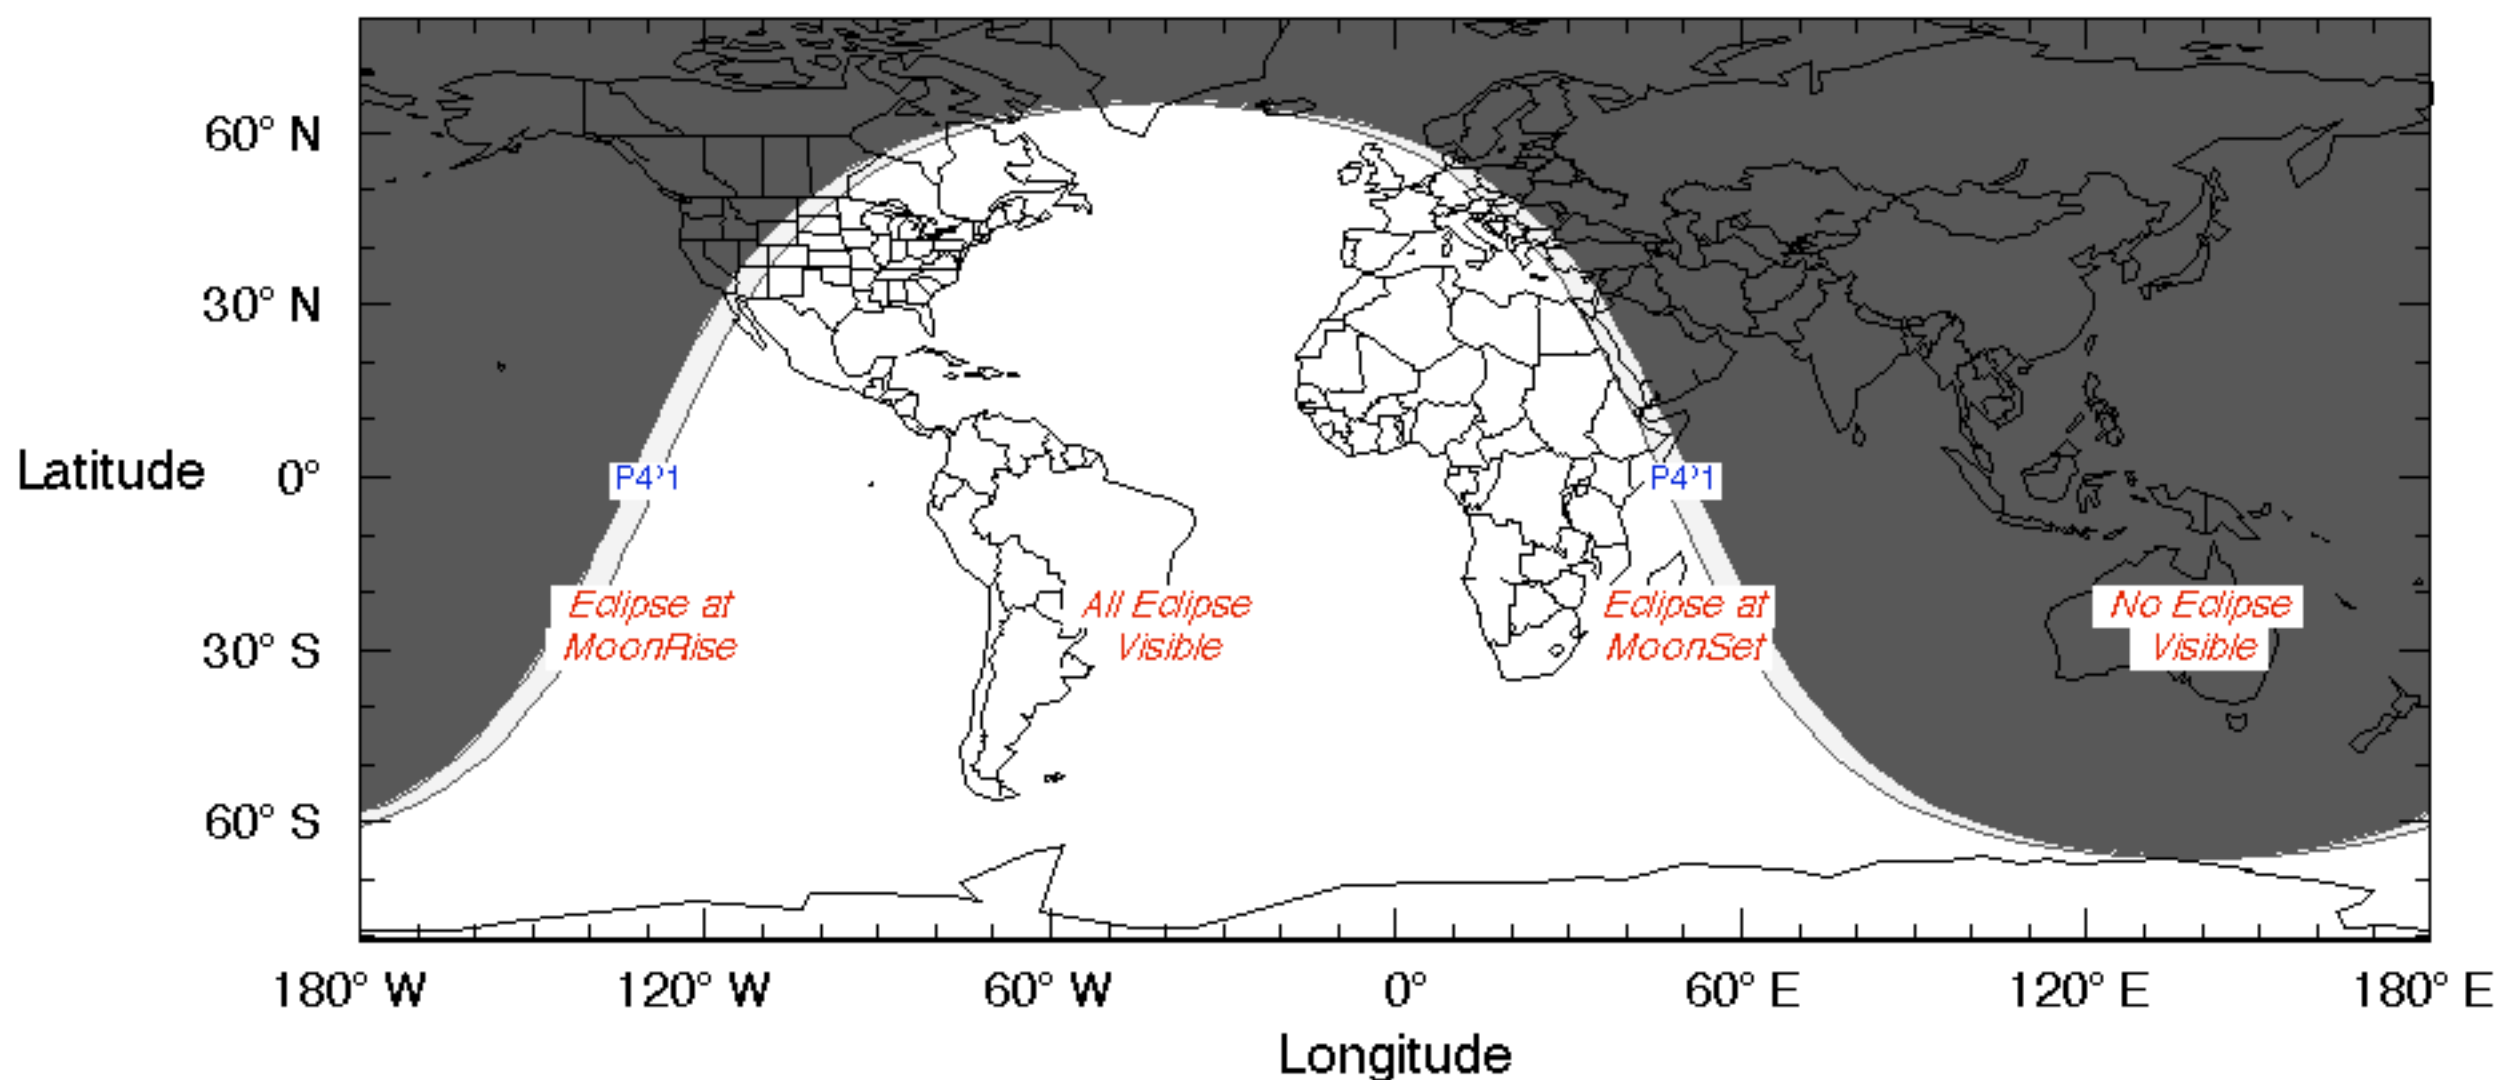 60° N
30° N
Latitude 0°
30° S
60° S
P4 1
P4 1
Eclipse at
MoonRise
All Eclipse
Visible
Eclipse at
MoonSet
No Eclipse
Visible
180° W 120° W 60° W 0° 60° E 120° E 180° E
Longitude